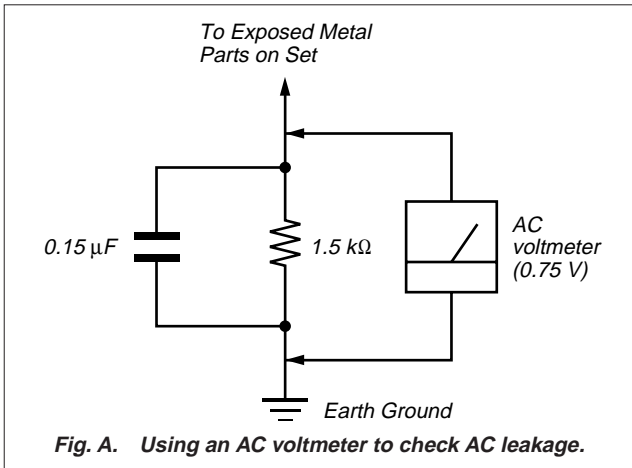 To Exposed Metal
Parts on Set
0.15 µF
1.5 kΩ
AC
voltmeter
(0.75 V)
Earth Ground
Fig. A. Using an AC voltmeter to check AC leakage.